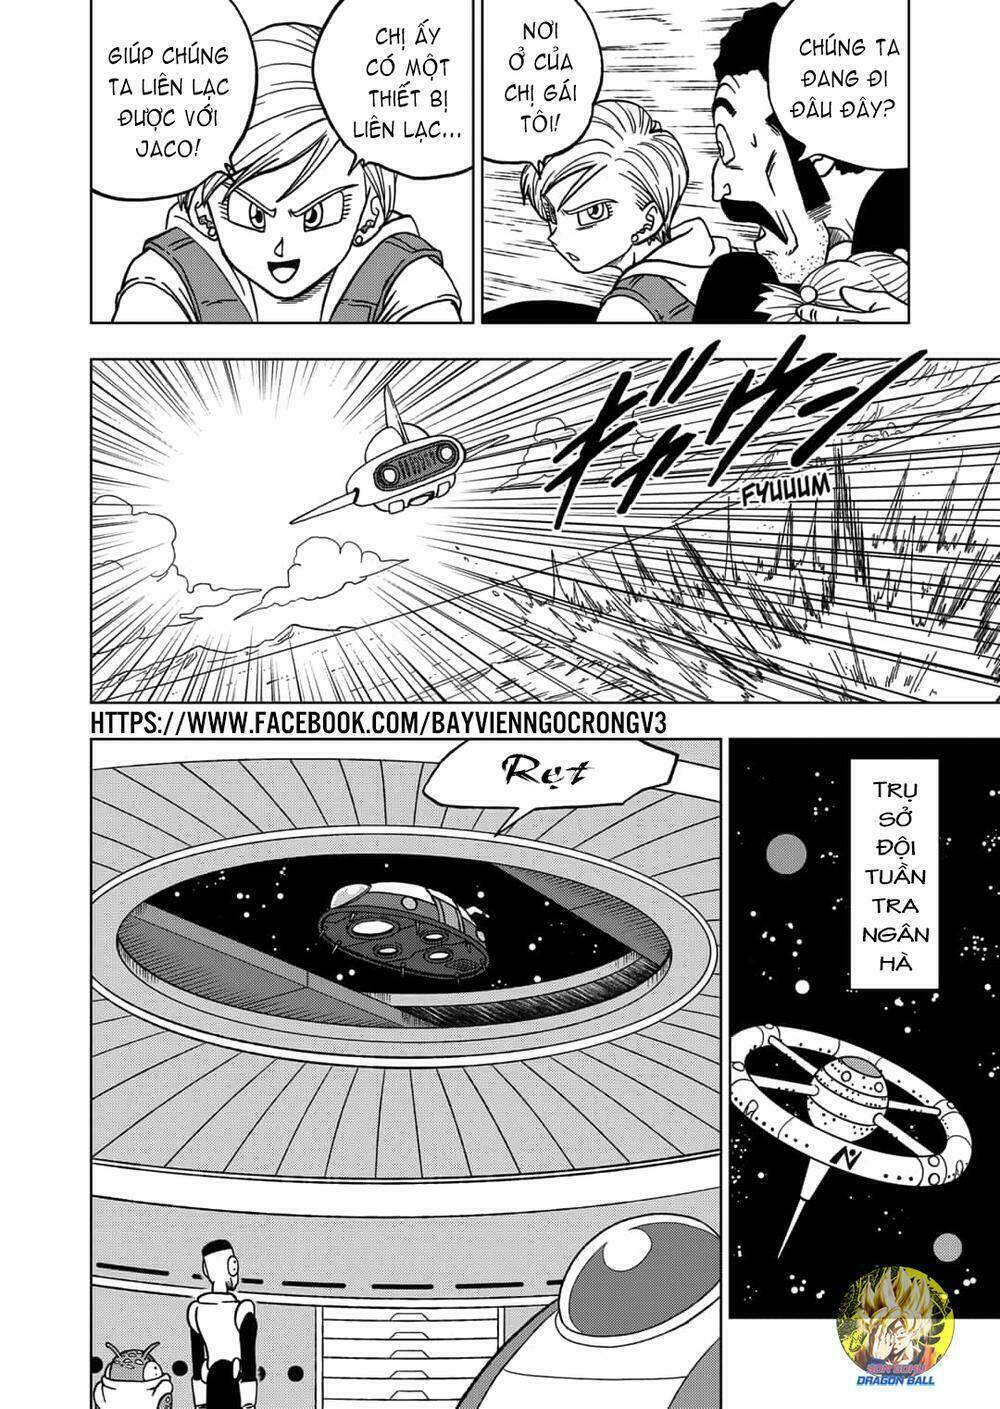 CHÚNG TA
ĐANG ĐI
ĐÂU ĐÂY?
NƠI
Ở CỦA
CHỊ GÁI
TÔI!
CHỊ ẤY
CÓ MỘT
THIẾT BỊ
LIÊN LẠC...
GIÚP CHÚNG
TA LIÊN LẠC
ĐƯỢC VỚI
JACO!
ギャウン
FYUUUM
HTTPS://WWW.FACEBOOK.COM/BAYVIENNGOCRONGV3
TRỤ
SỞ
ĐỘI
TUẦN
TRA
NGÂN
HÀ
Rẹt
SON GOKU
DRAGON BALL